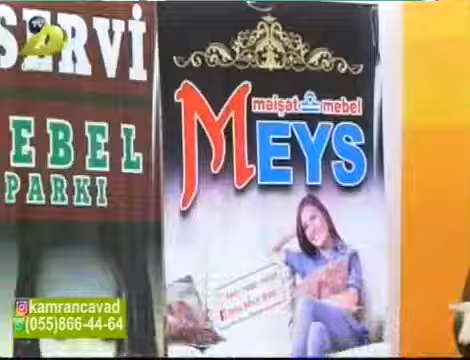 SERVİ
MEBEL
PARKI
məişət mebel
MEYS
kamrancavad
(055)866-44-64